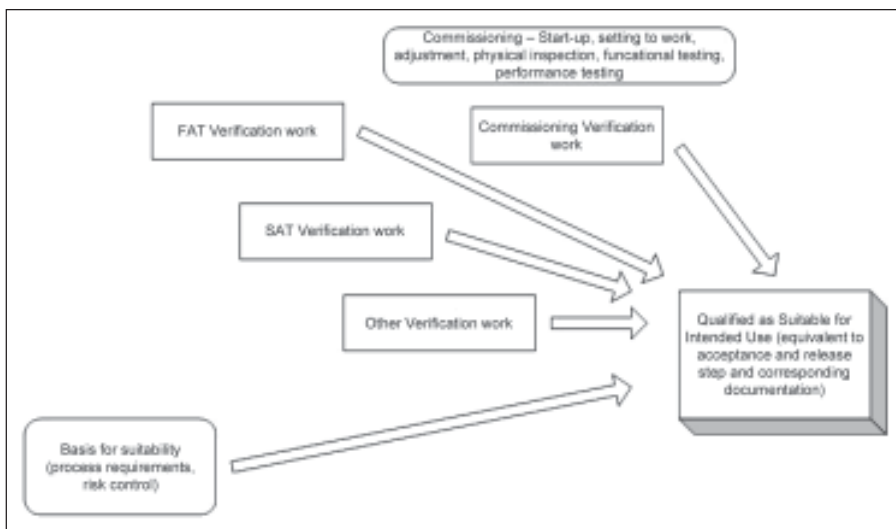 Commissioning – Start-up, setting to work,
adjustment, physical inspection, funcational testing,
performance testing
FAT Verification work
Commissioning Verification
work
SAT Verification work
Other Verification work
Qualified as Suitable for
Intended Use (equivalent to
acceptance and release
step and corresponding
documentation)
Basis for suitability
(process requirements,
risk control)